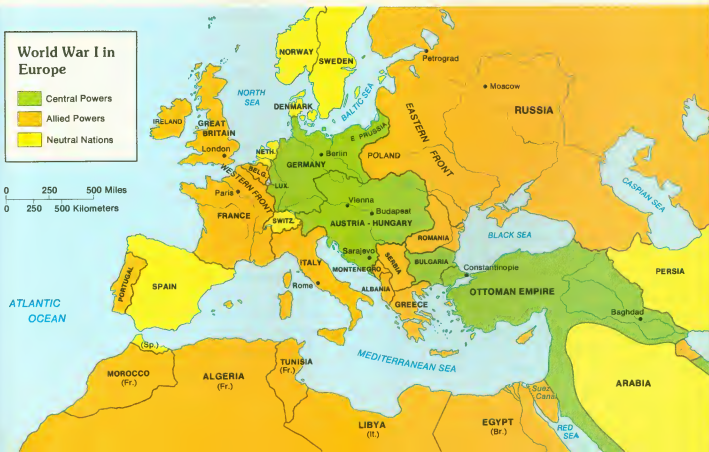 World War I in
Europe
Central Powers
Allied Powers
Neutral Nations
0 250 500 Miles
0 250 500 Kilometers
NORWAY
SWEDEN
Petrograd
Moscow
NORTH
SEA
BALTIC SEA
RUSSIA
DENMARK
IRELAND
GREAT
BRITAIN
London
NETH.
E. PRUSSIA
EASTERN FRONT
Berlin
GERMANY
POLAND
BELG.
WESTERN FRONT
LUX.
Paris
FRANCE
Vienna
Budapest
AUSTRIA - HUNGARY
SWITZ.
CASPIAN SEA
ROMANIA
BLACK SEA
Sarajevo
SERBIA
ITALY
MONTENEGRO
BULGARIA
Constantinople
PERSIA
PORTUGAL
SPAIN
Rome
ALBANIA
GREECE
OTTOMAN EMPIRE
ATLANTIC
OCEAN
Baghdad
(Sp.)
MOROCCO
(Fr.)
ALGERIA
(Fr.)
TUNISIA
(Fr.)
MEDITERRANEAN SEA
ARABIA
Suez
Canal
LIBYA
(It.)
EGYPT
(Br.)
RED
SEA